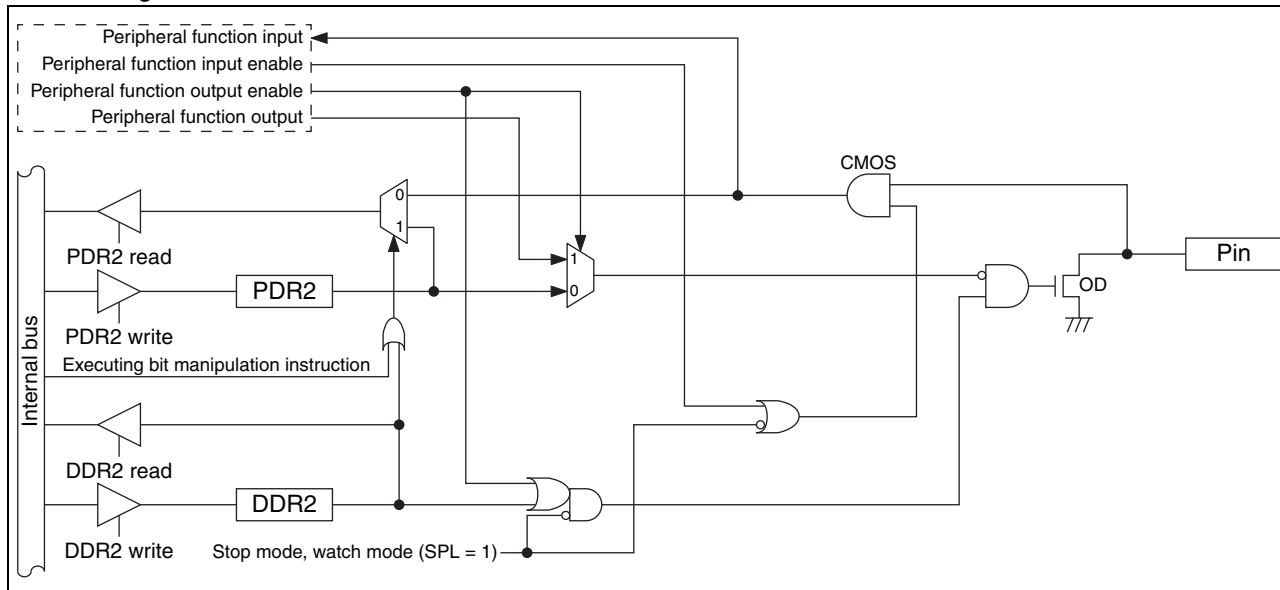 Peripheral function input
Peripheral function input enable
Peripheral function output enable
Peripheral function output
CMOS
0
1
PDR2 read
1
Pin
PDR2
0
OD
PDR2 write
Executing bit manipulation instruction
Internal bus
DDR2 read
DDR2
DDR2 write
Stop mode, watch mode (SPL = 1)